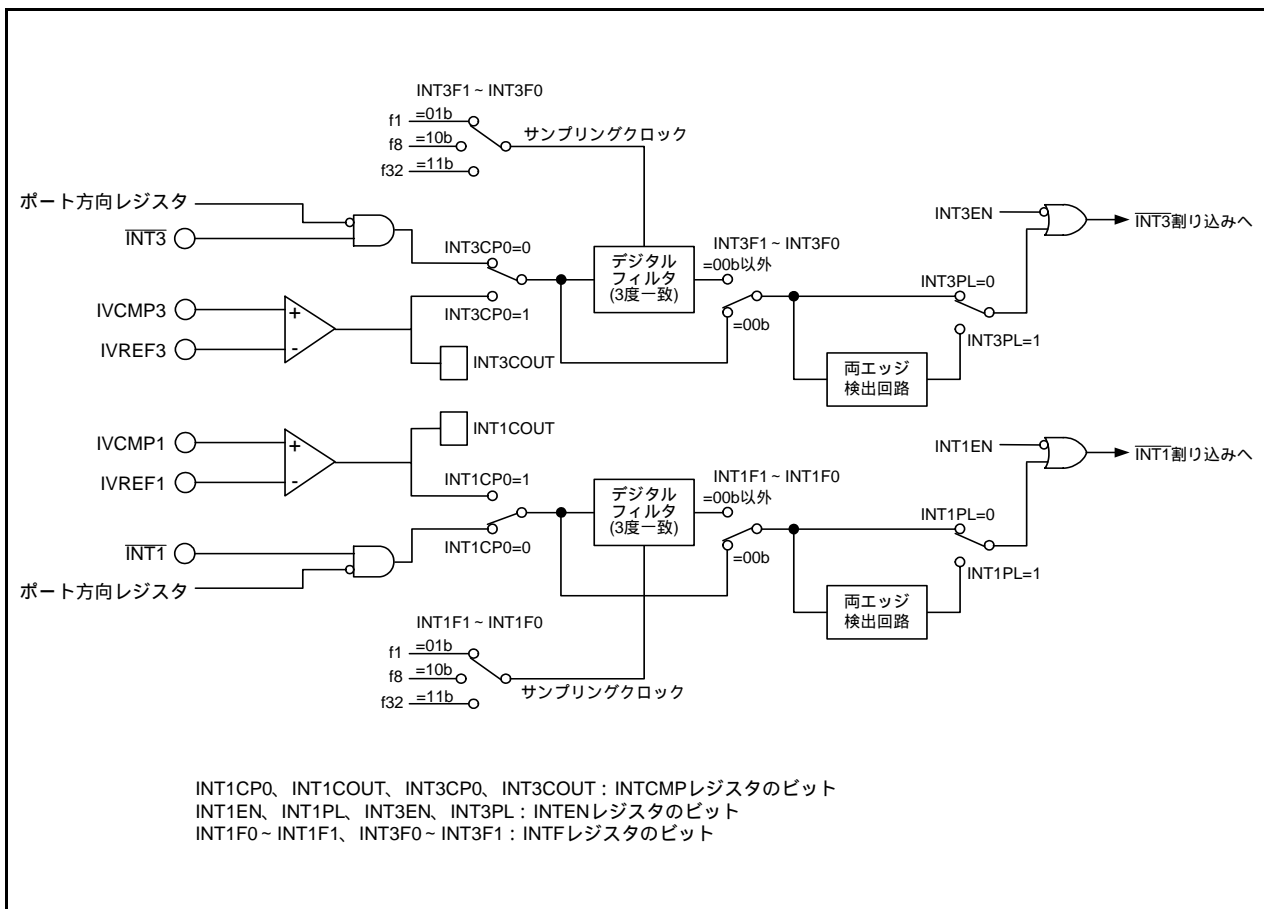 INT3F1 ~ INT3F0
f1 =01b
f8 =10b
f32 =11b
サンプリングクロック
ポート方向レジスタ
INT3
INT3CP0=0
デジタル
フィルタ
(3度一致)
INT3F1 ~ INT3F0
=00b以外
=00b
INT3EN
INT3割り込みへ
INT3PL=0
INT3PL=1
IVCMP3
IVREF3
+
-
INT3CP0=1
INT3COUT
両エッジ
検出回路
IVCMP1
IVREF1
+
-
INT1COUT
INT1CP0=1
INT1CP0=0
デジタル
フィルタ
(3度一致)
INT1F1 ~ INT1F0
=00b以外
=00b
INT1EN
INT1割り込みへ
INT1PL=0
INT1PL=1
INT1
ポート方向レジスタ
両エッジ
検出回路
INT1F1 ~ INT1F0
f1 =01b
f8 =10b
f32 =11b
サンプリングクロック
INT1CP0、INT1COUT、INT3CP0、INT3COUT : INTCMPレジスタのビット
INT1EN、INT1PL、INT3EN、INT3PL : INTENレジスタのビット
INT1F0 ~ INT1F1、INT3F0 ~ INT3F1 : INTFレジスタのビット